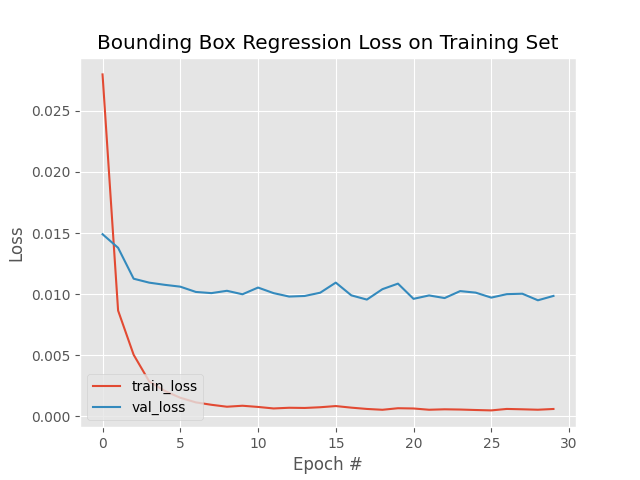 Bounding Box Regression Loss on Training Set
0.025
0.020
0.015
0.010
0.005
0.000
Loss
train_loss
val_loss
0 5 10 15 20 25 30
Epoch #